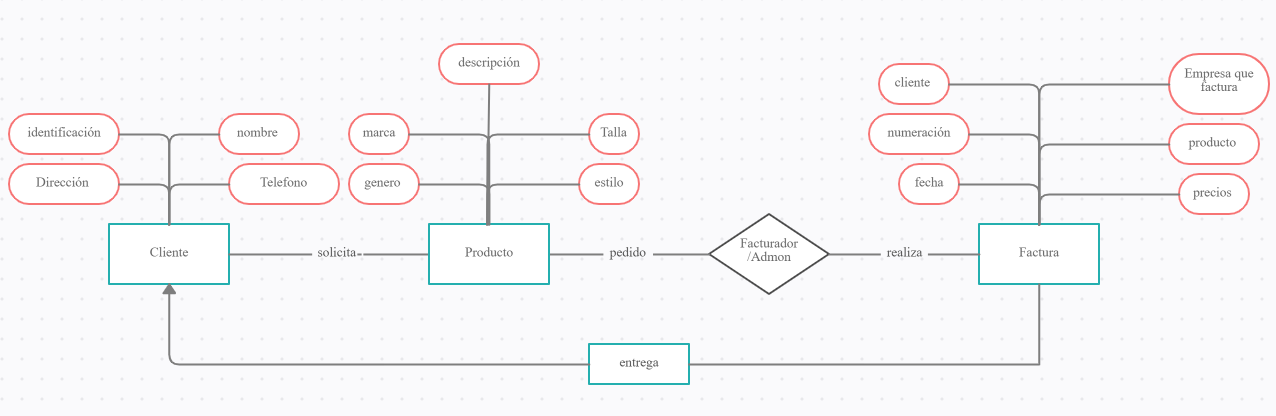 descripción
cliente
Empresa que
factura
identificación
nombre
marca
Talla
numeración
producto
Dirección
Telefono
genero
estilo
fecha
precios
Cliente
solicita
Producto
pedido
Facturador
/Admon
realiza
Factura
entrega